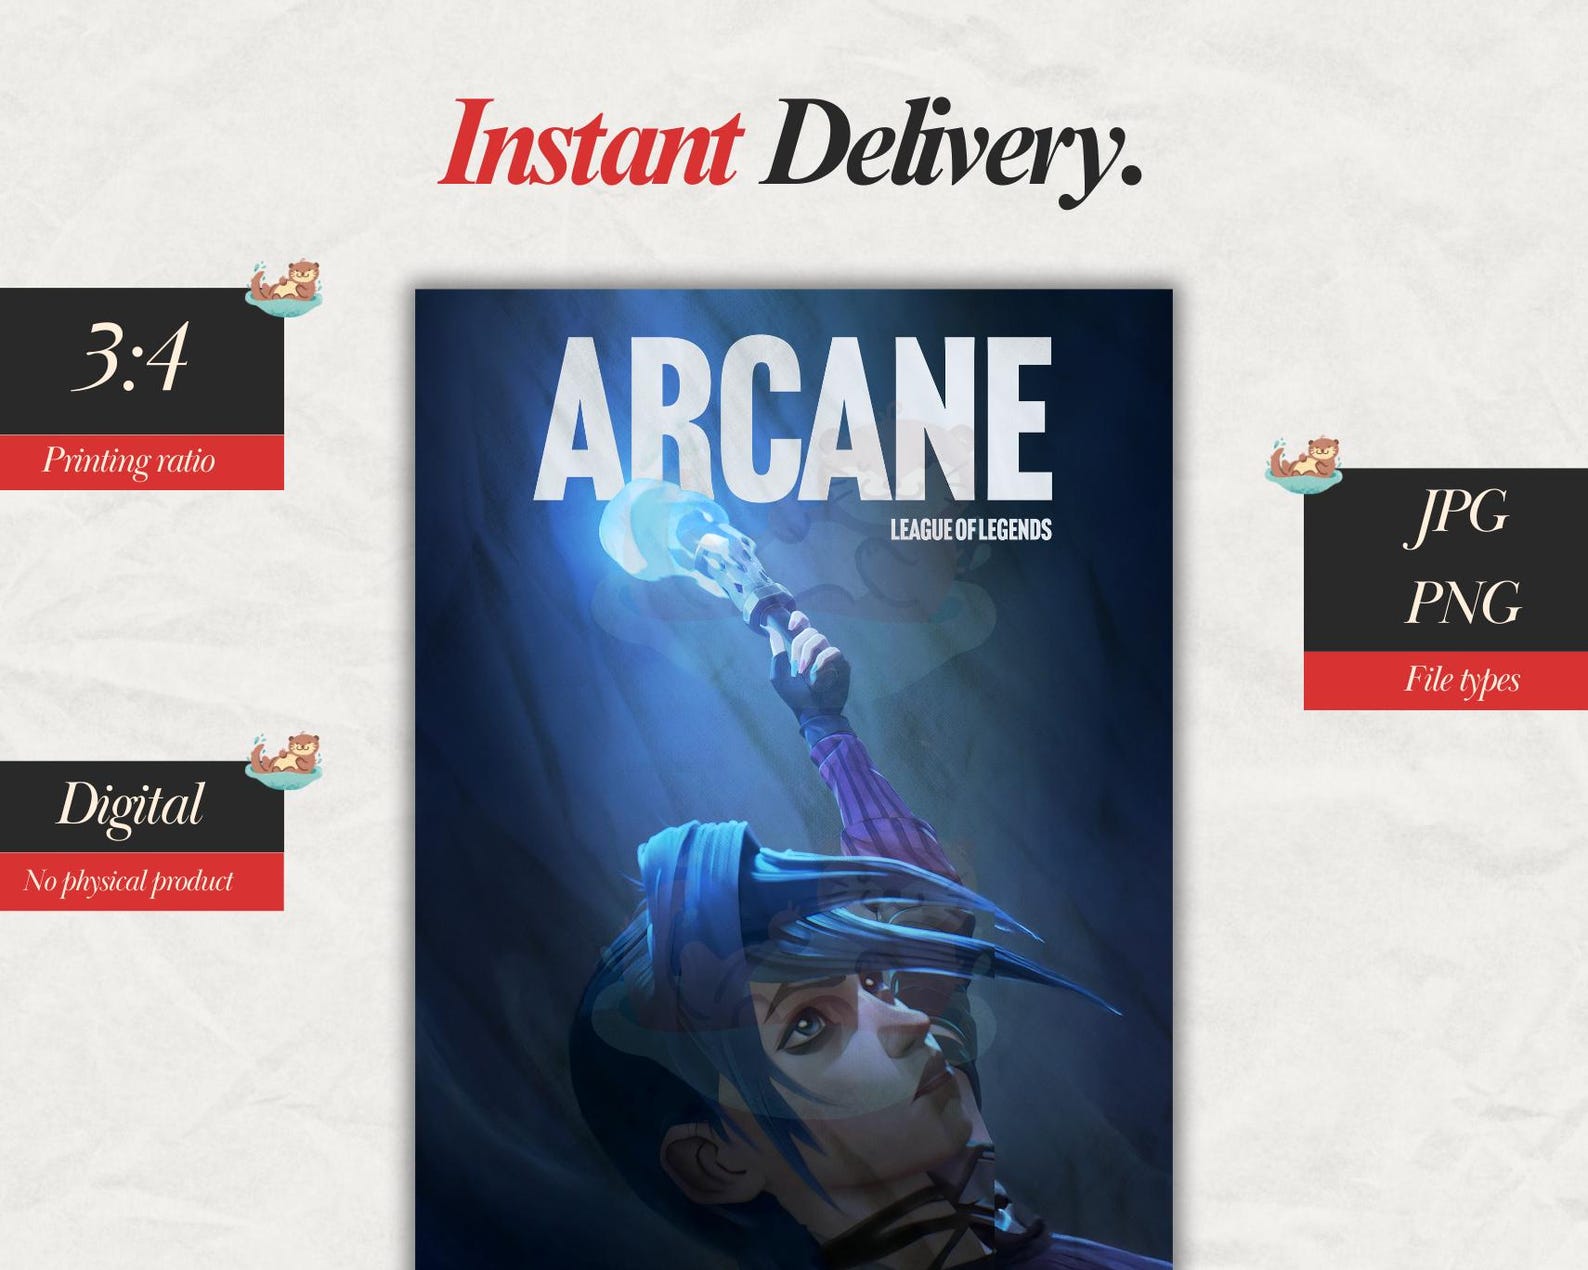 Instant Delivery.
3:4
Printing ratio
ARCANE
LEAGUE OF LEGENDS
JPG
PNG
File types
Digital
No physical product